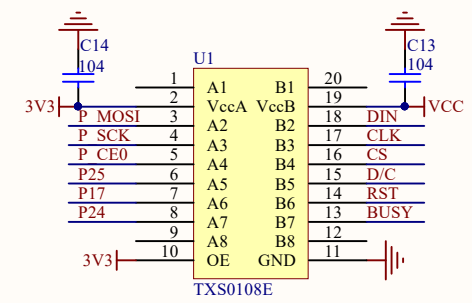 C14
104
C13
104
U1
1 A1 B1 20
3V3 2 VccA VccB 19 VCC
P_MOSI 3 A2 B2 18 DIN
P_SCK 4 A3 B3 17 CLK
P_CE0 5 A4 B4 16 CS
P25 6 A5 B5 15 D/C
P17 7 A6 B6 14 RST
P24 8 A7 B7 13 BUSY
9 A8 B8 12
3V3 10 OE GND 11
TXS0108E